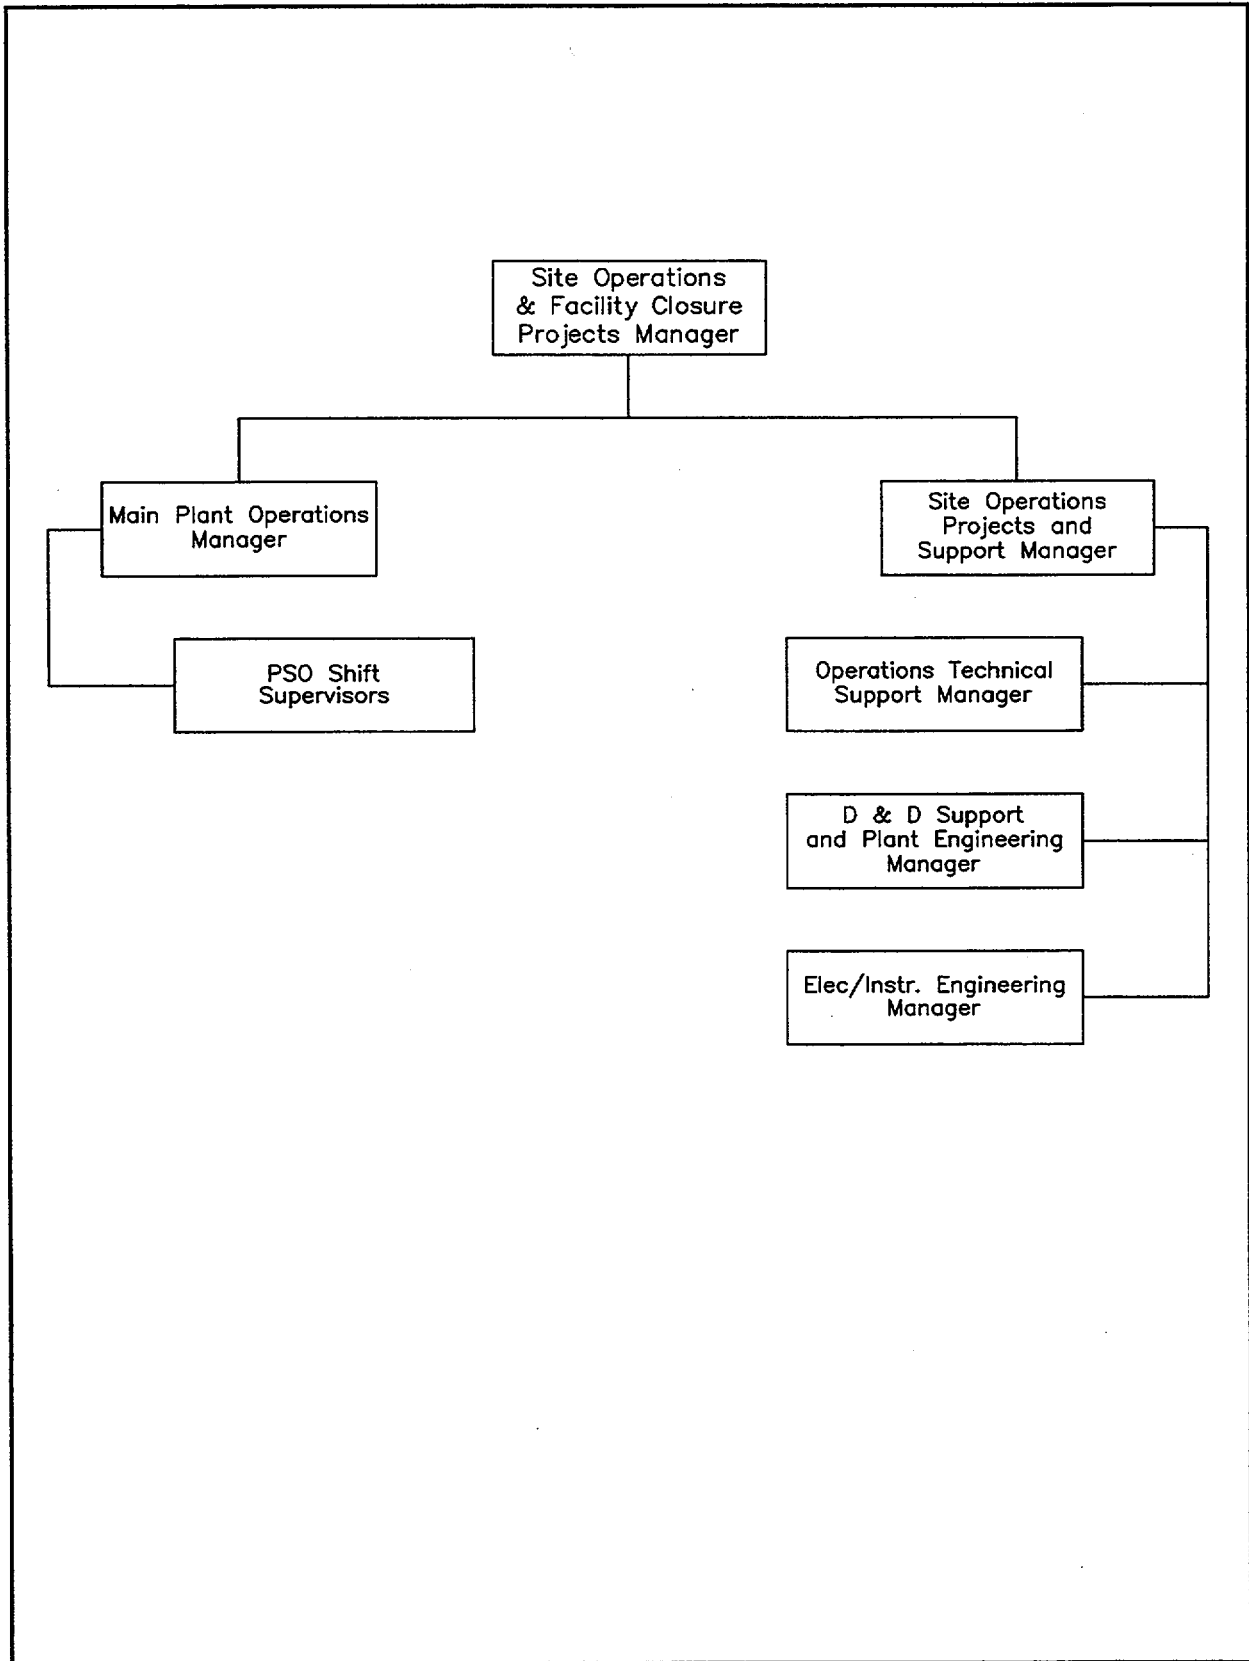 Site Operations
& Facility Closure
Projects Manager
Main Plant Operations
Manager
Site Operations
Projects and
Support Manager
PSO Shift
Supervisors
Operations Technical
Support Manager
D & D Support
and Plant Engineering
Manager
Elec/Instr. Engineering
Manager